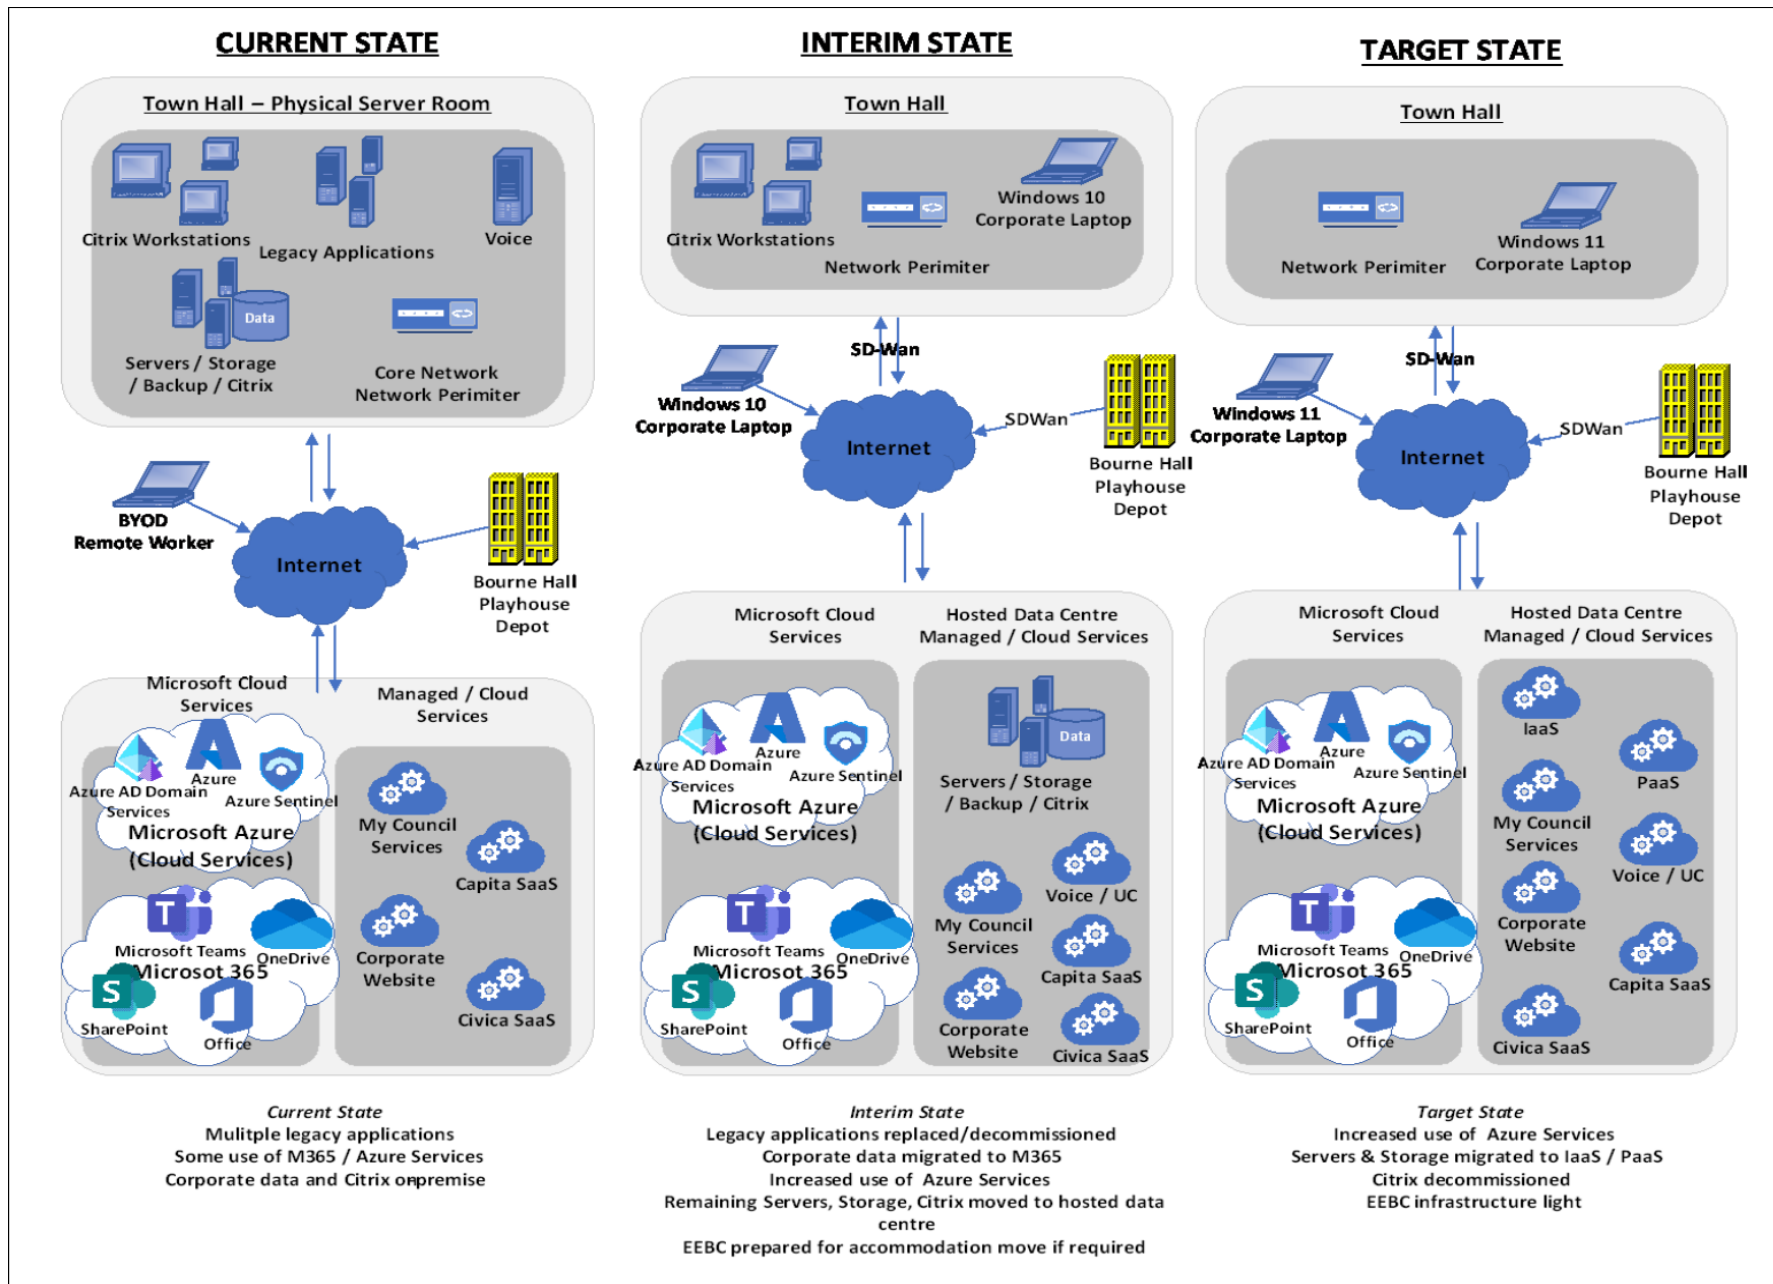 CURRENT STATE
Town Hall – Physical Server Room
Citrix Workstations
Legacy Applications
Voice
Data
Servers / Storage
/ Backup / Citrix
Core Network
Network Perimiter
BYOD
Remote Worker
Internet
Bourne Hall
Playhouse
Depot
Microsoft Cloud
Services
Managed / Cloud
Services
Azure AD Domain
Services
Azure
Azure Sentinel
Microsoft Azure
(Cloud Services)
My Council
Services
Capita SaaS
T
Microsoft Teams
OneDrive
Microsot 365
S
SharePoint
Office
Corporate
Website
Civica SaaS
Current State
Mulitple legacy applications
Some use of M365 / Azure Services
Corporate data and Citrix onpremise
INTERIM STATE
Town Hall
Citrix Workstations
Network Perimiter
Windows 10
Corporate Laptop
SD-Wan
Windows 10
Corporate Laptop
Internet
SDWan
Bourne Hall
Playhouse
Depot
Microsoft Cloud
Services
Hosted Data Centre
Managed / Cloud Services
Azure AD Domain
Services
Azure
Azure Sentinel
Microsoft Azure
(Cloud Services)
Data
Servers / Storage
/ Backup / Citrix
Voice / UC
My Council
Services
Capita SaaS
Corporate
Website
Civica SaaS
T
Microsoft Teams
OneDrive
Microsot 365
S
SharePoint
Office
Interim State
Legacy applications replaced/decommissioned
Corporate data migrated to M365
Increased use of Azure Services
Remaining Servers, Storage, Citrix moved to hosted data
centre
EEBC prepared for accommodation move if required
TARGET STATE
Town Hall
Network Perimiter
Windows 11
Corporate Laptop
SD-Wan
Windows 11
Corporate Laptop
Internet
SDWan
Bourne Hall
Playhouse
Depot
Microsoft Cloud
Services
Hosted Data Centre
Managed / Cloud Services
Azure AD Domain
Services
Azure
Azure Sentinel
Microsoft Azure
(Cloud Services)
IaaS
PaaS
My Council
Services
Voice / UC
Corporate
Website
Capita SaaS
Civica SaaS
T
Microsoft Teams
OneDrive
Microsot 365
S
SharePoint
Office
Target State
Increased use of Azure Services
Servers & Storage migrated to IaaS / PaaS
Citrix decommissioned
EEBC infrastructure light